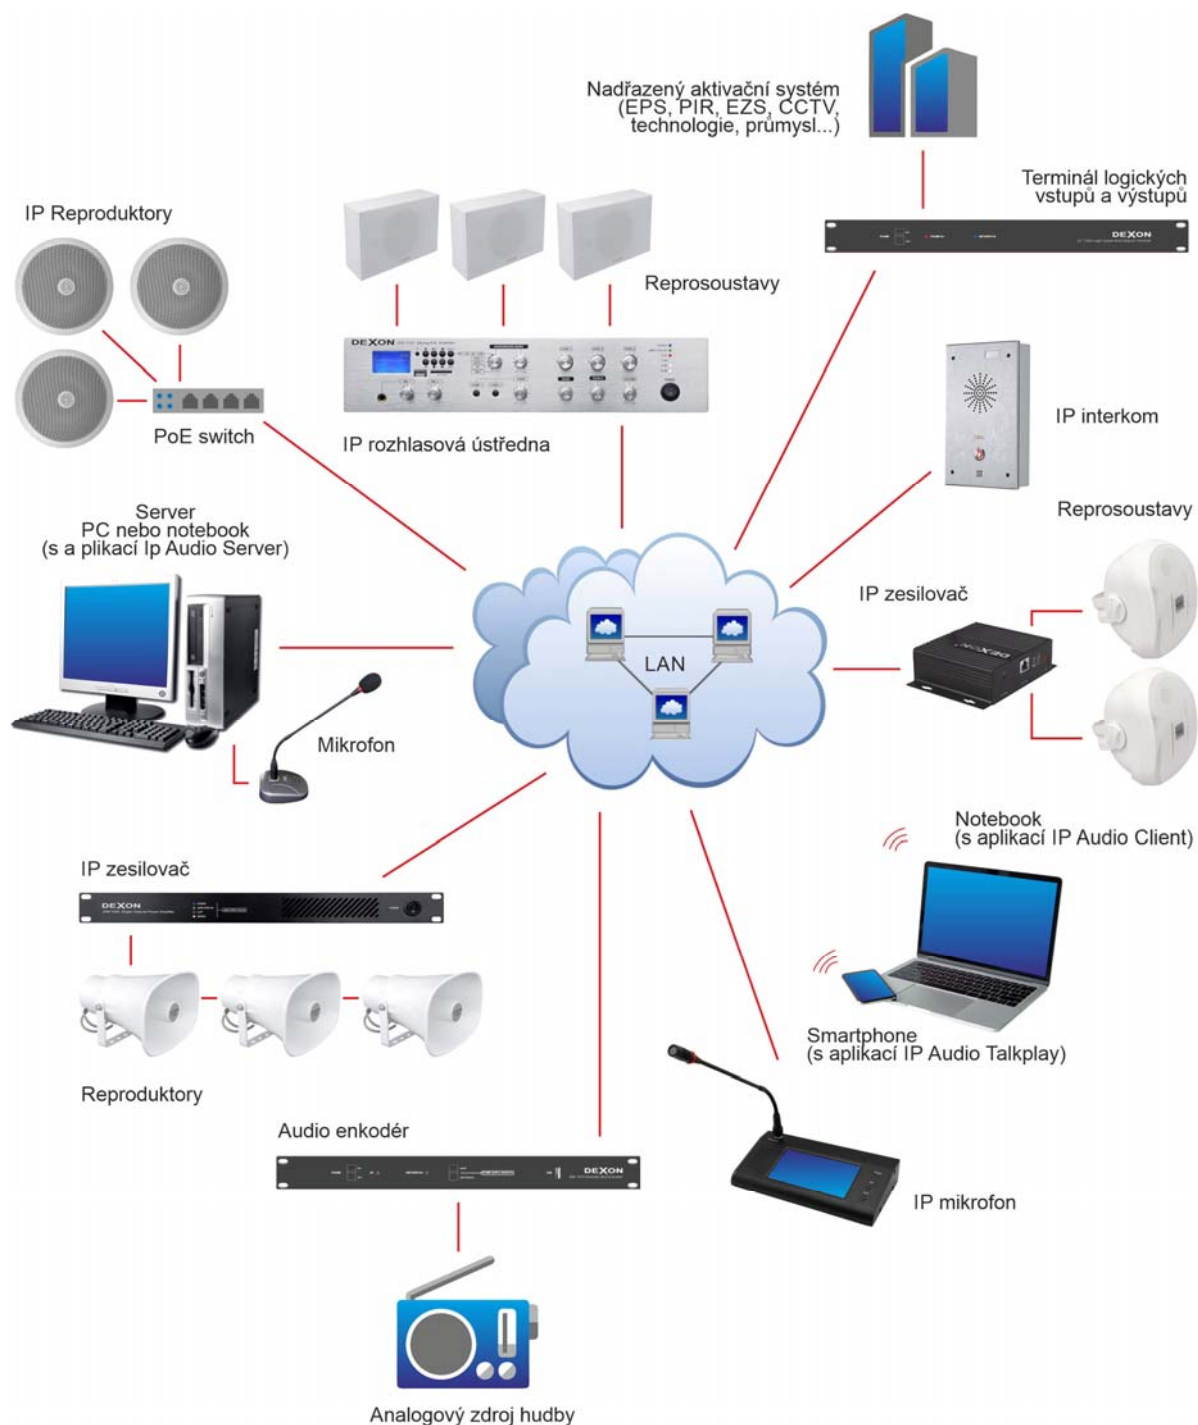 Nadřazený aktivační systém
(EPS, PIR, EZS, CCTV,
technologie, průmysl...)
Terminál logických
vstupů a výstupů
DEXON
IP Reproduktory
Reprosoustavy
DEXON
PoE switch
IP rozhlasová ústředna
IP interkom
Reprosoustavy
Server
PC nebo notebook
(s a plikací Ip Audio Server)
IP zesilovač
DEXON
LAN
Mikrofon
Notebook
(s aplikací IP Audio Client)
IP zesilovač
DEXON
Smartphone
(s aplikací IP Audio Talkplay)
Reproduktory
Audio enkodér
DEXON
IP mikrofon
Analogový zdroj hudby